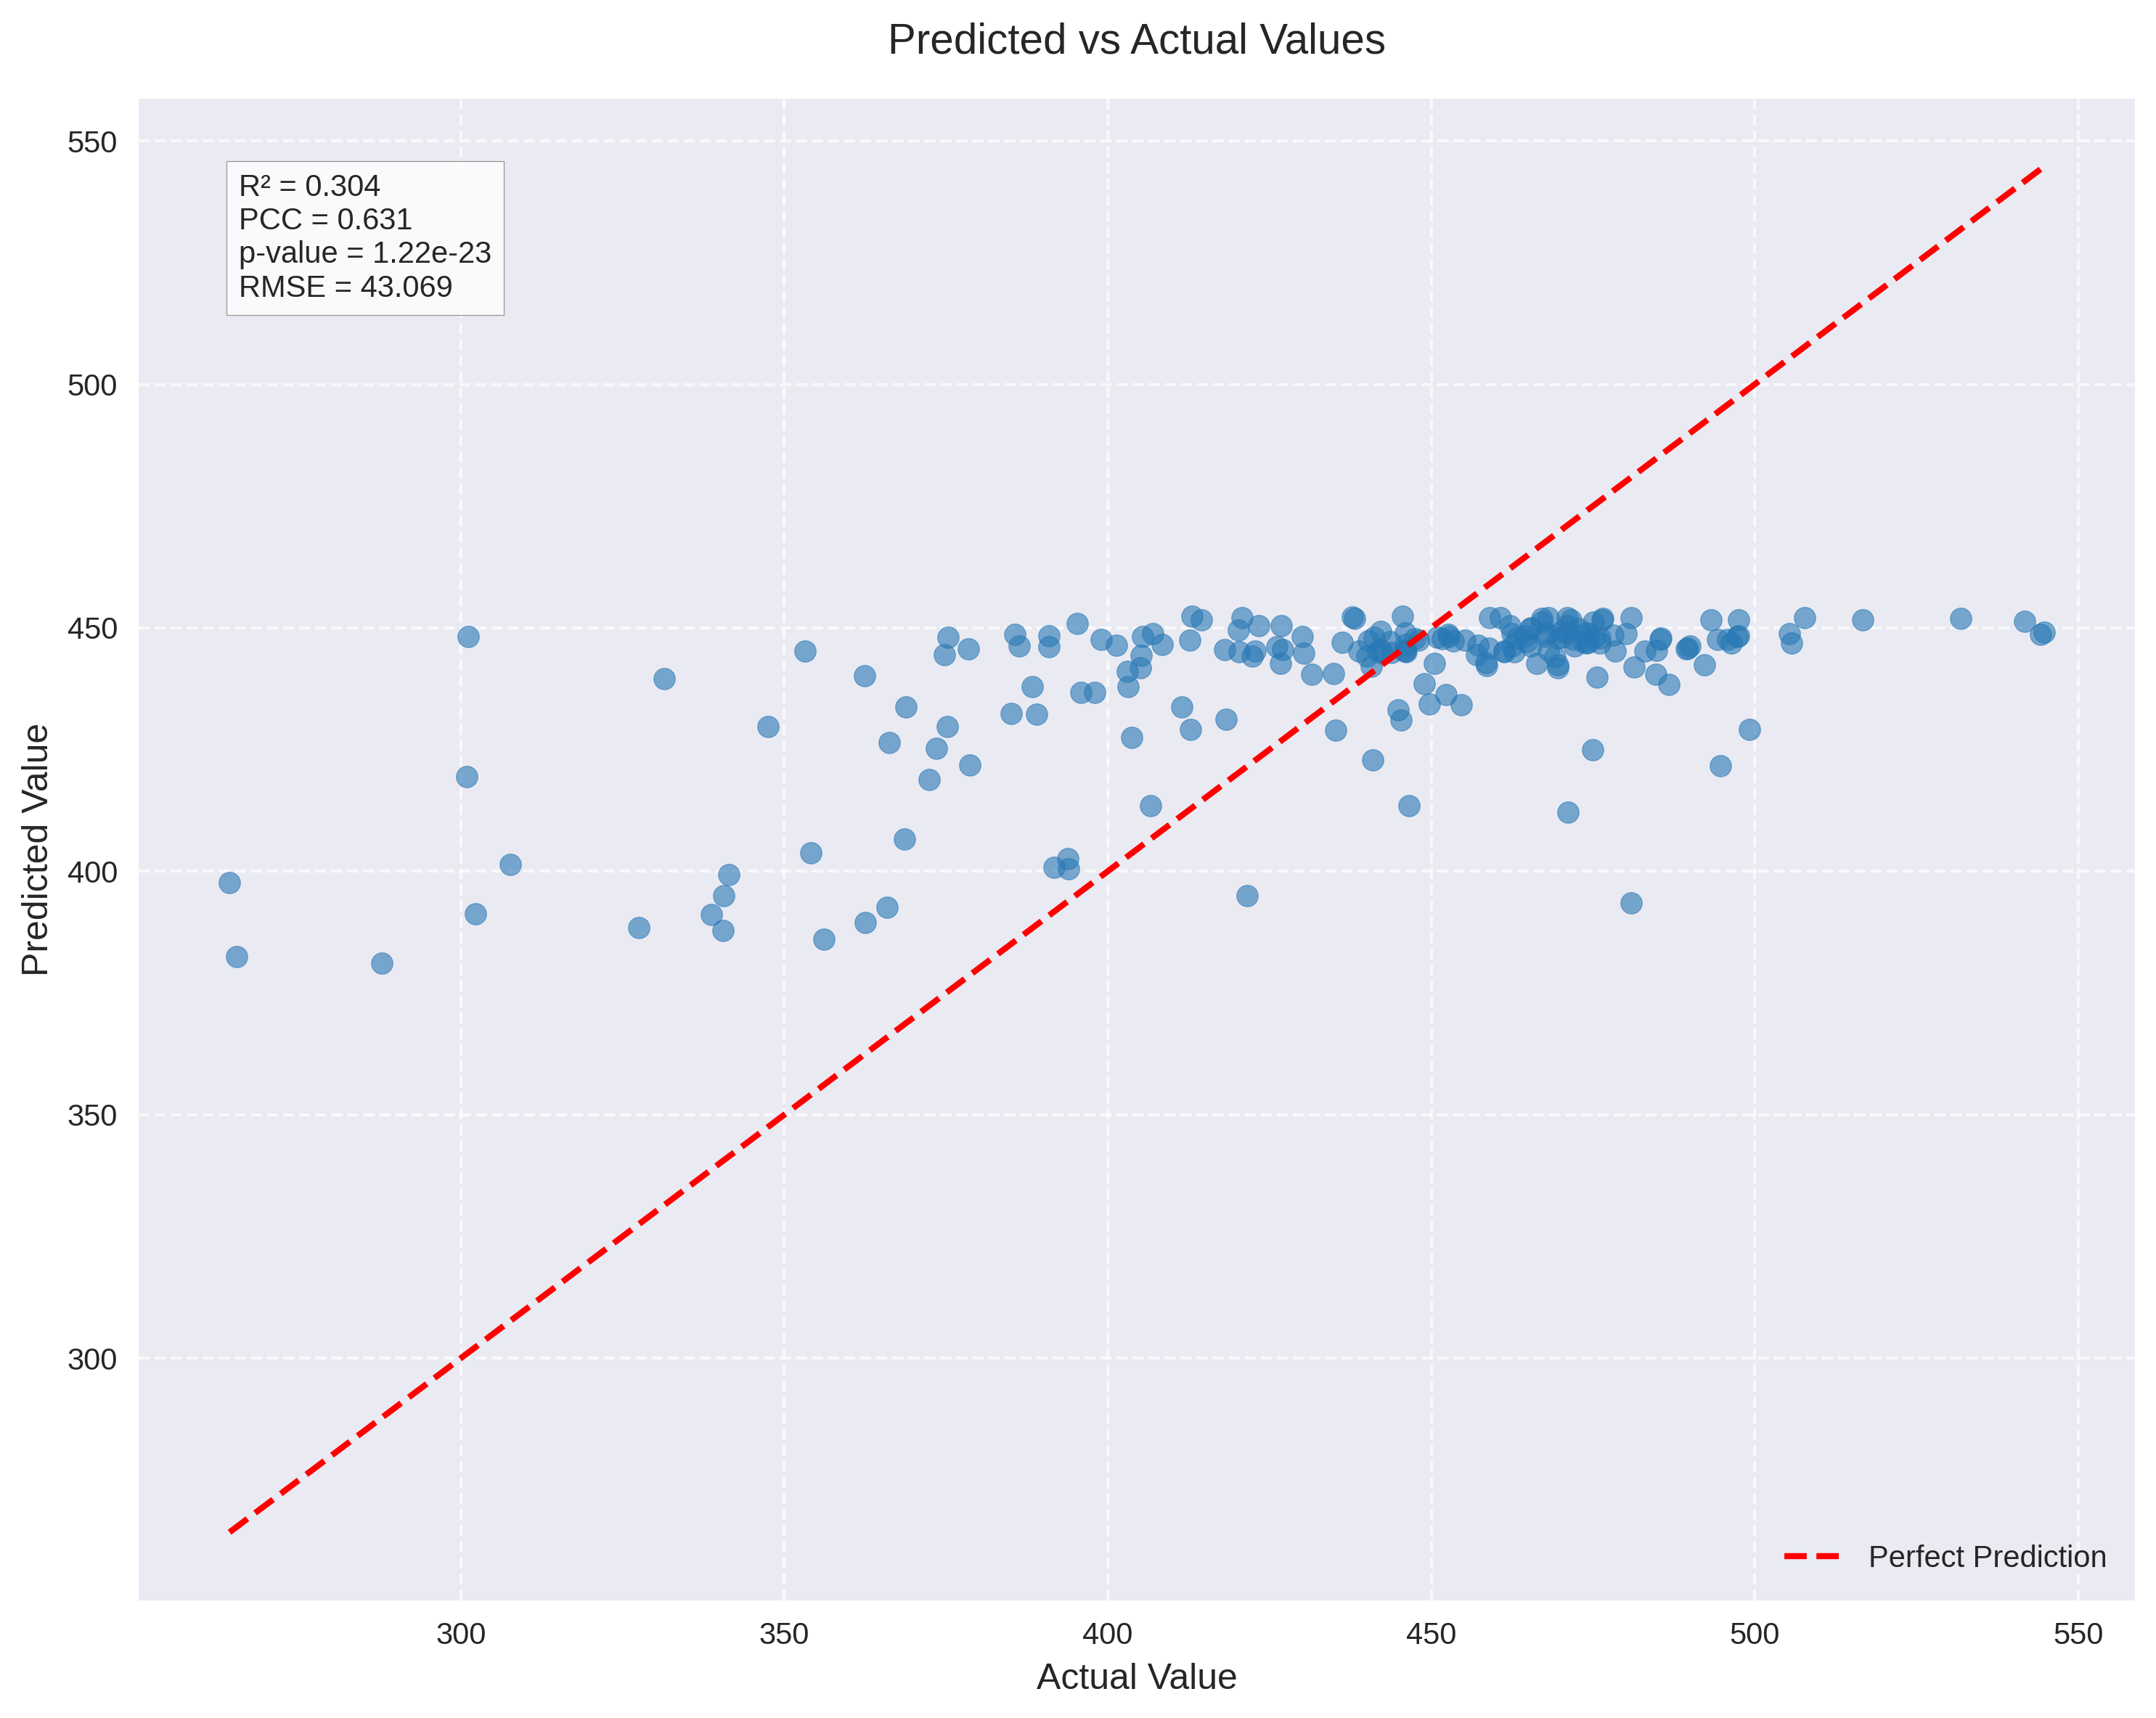 Predicted vs Actual Values
R² = 0.304
PCC = 0.631
p-value = 1.22e-23
RMSE = 43.069
550
500
450
400
350
300
Predicted Value
Perfect Prediction
300
350
400
450
500
550
Actual Value